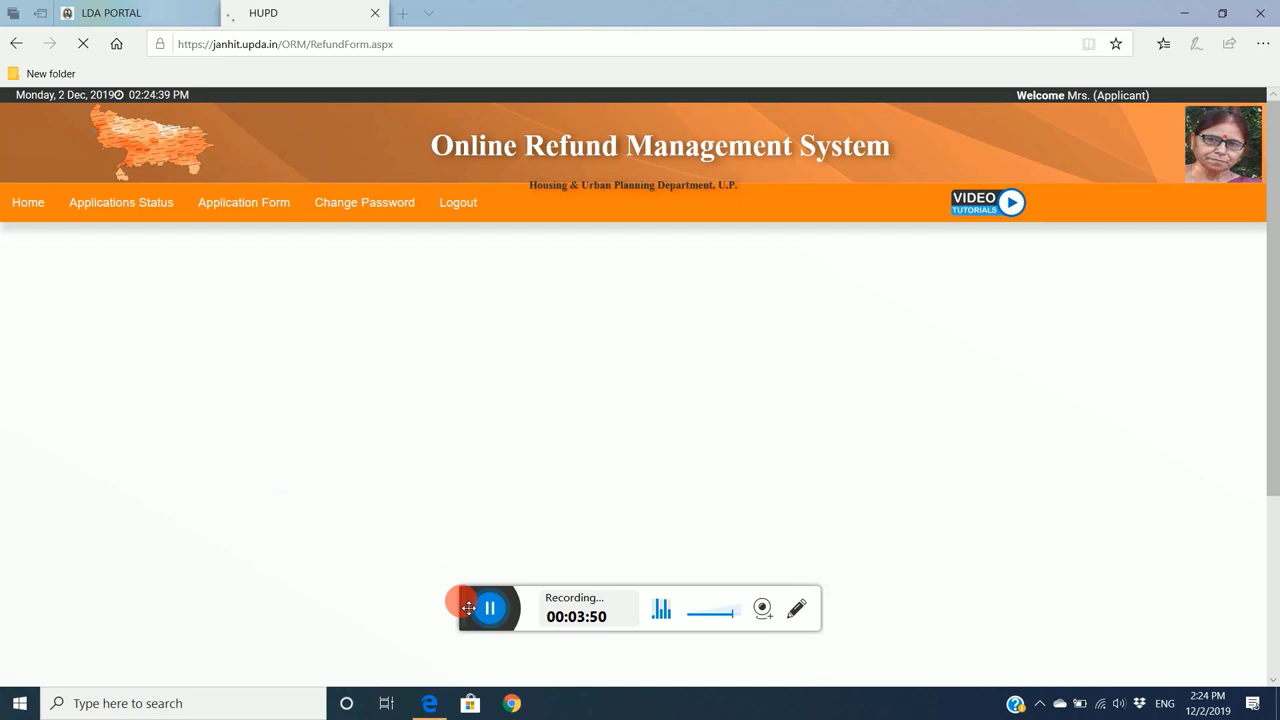 LDA PORTAL
HUPD
https://janhit.upda.in/ORM/RefundForm.aspx
New folder
Monday, 2 Dec, 2019 02:24:39 PM
Welcome Mrs. (Applicant)
Online Refund Management System
Housing & Urban Planning Department, U.P.
Home Applications Status Application Form Change Password Logout
VIDEO
TUTORIALS
Recording...
00:03:50
Type here to search
ENG
2:24 PM
12/2/2019